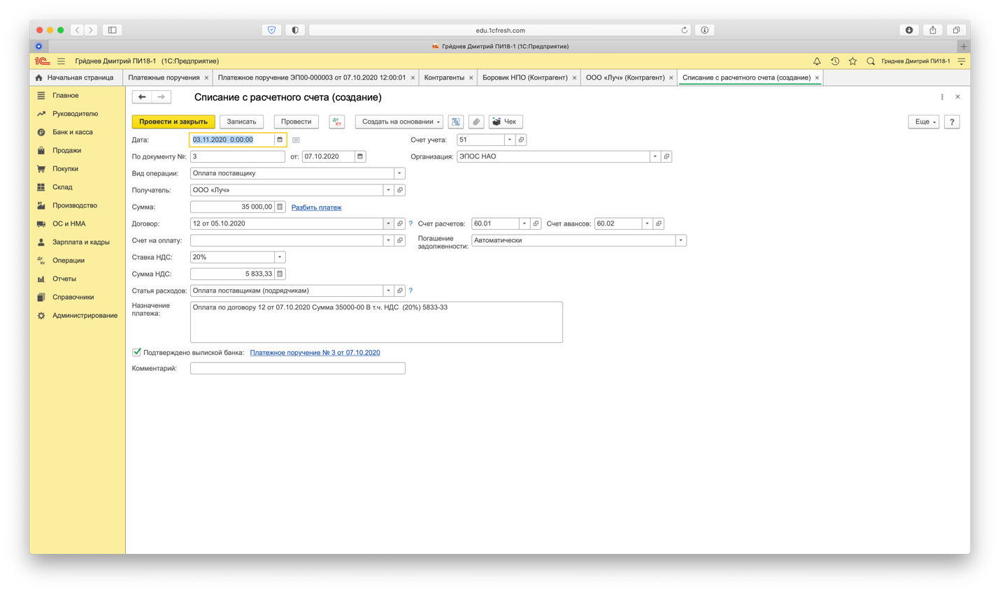 edu.1cfresh.com
Гри́днев Дмитрий ПИ18-1 (1С:Предприятие)
1С Гри́днев Дмитрий ПИ18-1 (1С:Предприятие) Гриднев Дмитрий ПИ18-1
Начальная страница Платежные поручения × Платежное поручение ЭП00-000003 от 07.10.2020 12:00:01 × Контрагенты × Боровик НПО (Контрагент) × ООО «Луч» (Контрагент) × Списание с расчетного счета (создание) ×
Главное
Руководителю
Банк и касса
Продажи
Покупки
Склад
Производство
ОС и НМА
Зарплата и кадры
Операции
Отчеты
Справочники
Администрирование
Списание с расчетного счета (создание)
Провести и закрыть Записать Провести Дт Кт Создать на основании Чек Еще ?
Дата: 03.11.2020 0:00:00 Счет учета: 51
По документу №: 3 от: 07.10.2020 Организация: ЭПОС НАО
Вид операции: Оплата поставщику
Получатель: ООО «Луч»
Сумма: 35 000,00 Разбить платеж
Договор: 12 от 05.10.2020 ? Счет расчетов: 60.01 Счет авансов: 60.02
Счет на оплату: Погашение задолженности: Автоматически
Ставка НДС: 20%
Сумма НДС: 5 833,33
Статья расходов: Оплата поставщикам (подрядчикам) ?
Назначение платежа: Оплата по договору 12 от 07.10.2020 Сумма 35000-00 В т.ч. НДС (20%) 5833-33
Подтверждено выпиской банка: Платежное поручение № 3 от 07.10.2020
Комментарий: